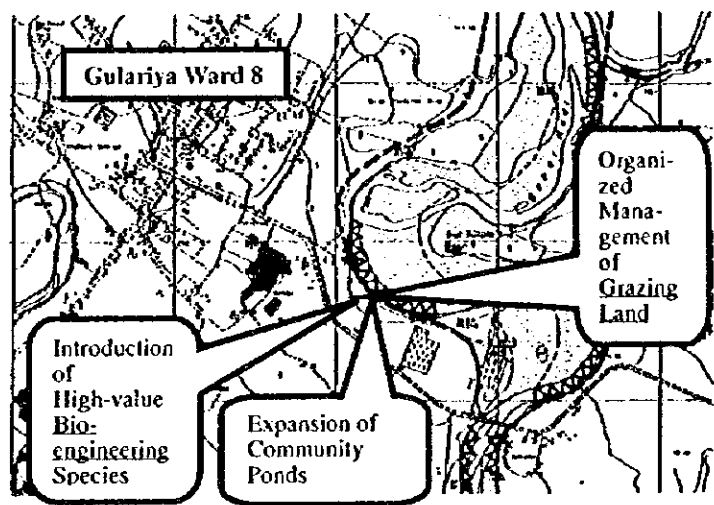 Gulariya Ward 8
Organi-
zed
Mana-
gement
of
Grazing
Land
Introduction
of
High-value
Bio-
engineering
Species
Expansion of
Community
Ponds